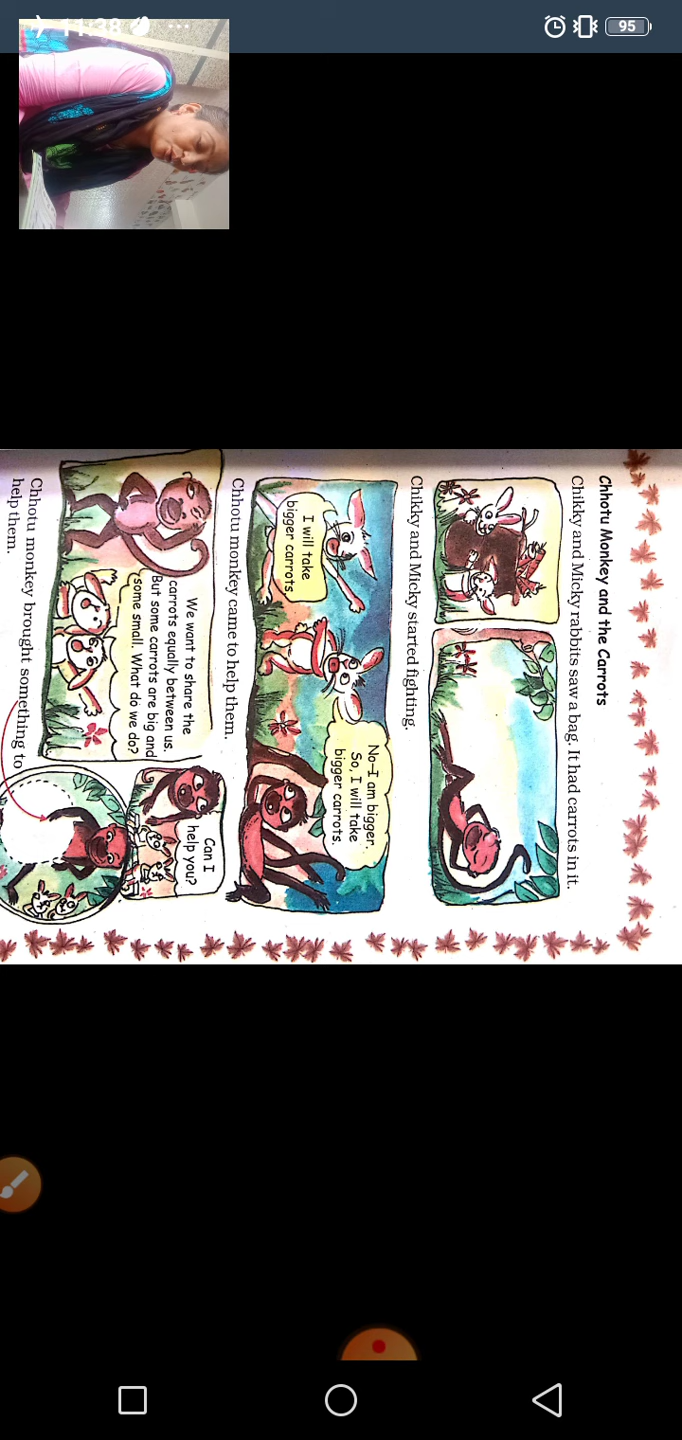 11:38
95
Chhotu Monkey and the Carrots
Chikky and Micky rabbits saw a bag. It had carrots in it.
Chikky and Micky started fighting.
I will take
bigger carrots
No–I am bigger.
So, I will take
bigger carrots.
Chhotu monkey came to help them.
We want to share the
carrots equally between us.
But some carrots are big and
some small. What do we do?
Can I
help you?
Chhotu monkey brought something to
help them.